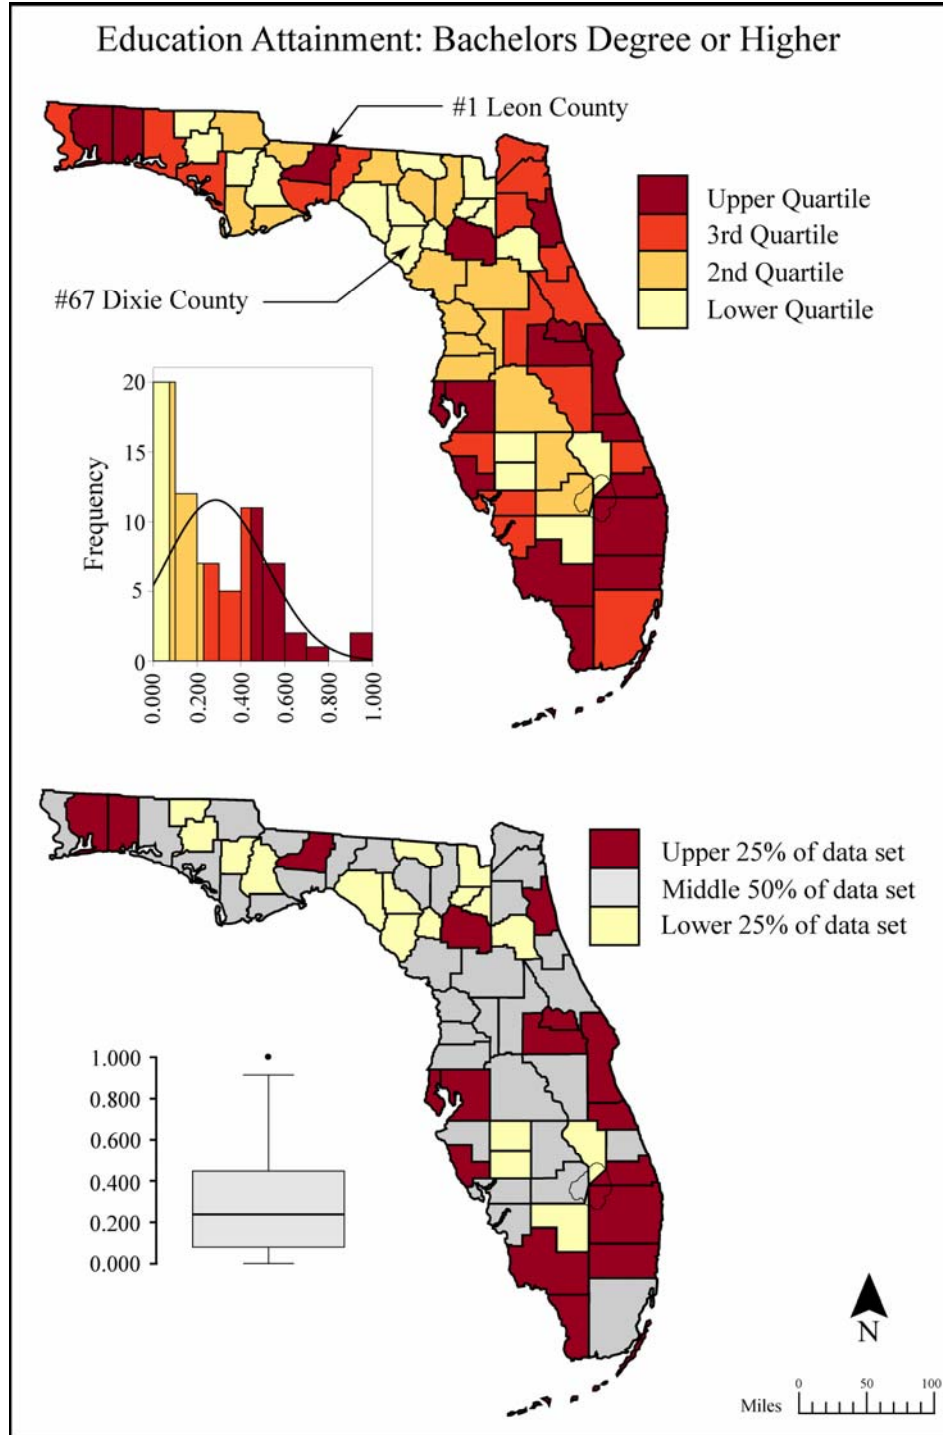 Education Attainment: Bachelors Degree or Higher
#1 Leon County
Upper Quartile
3rd Quartile
2nd Quartile
Lower Quartile
#67 Dixie County
Frequency
20
15
10
5
0
0.000
0.200
0.400
0.600
0.800
1.000
Upper 25% of data set
Middle 50% of data set
Lower 25% of data set
1.000
0.800
0.600
0.400
0.200
0.000
N
0 50 100
Miles